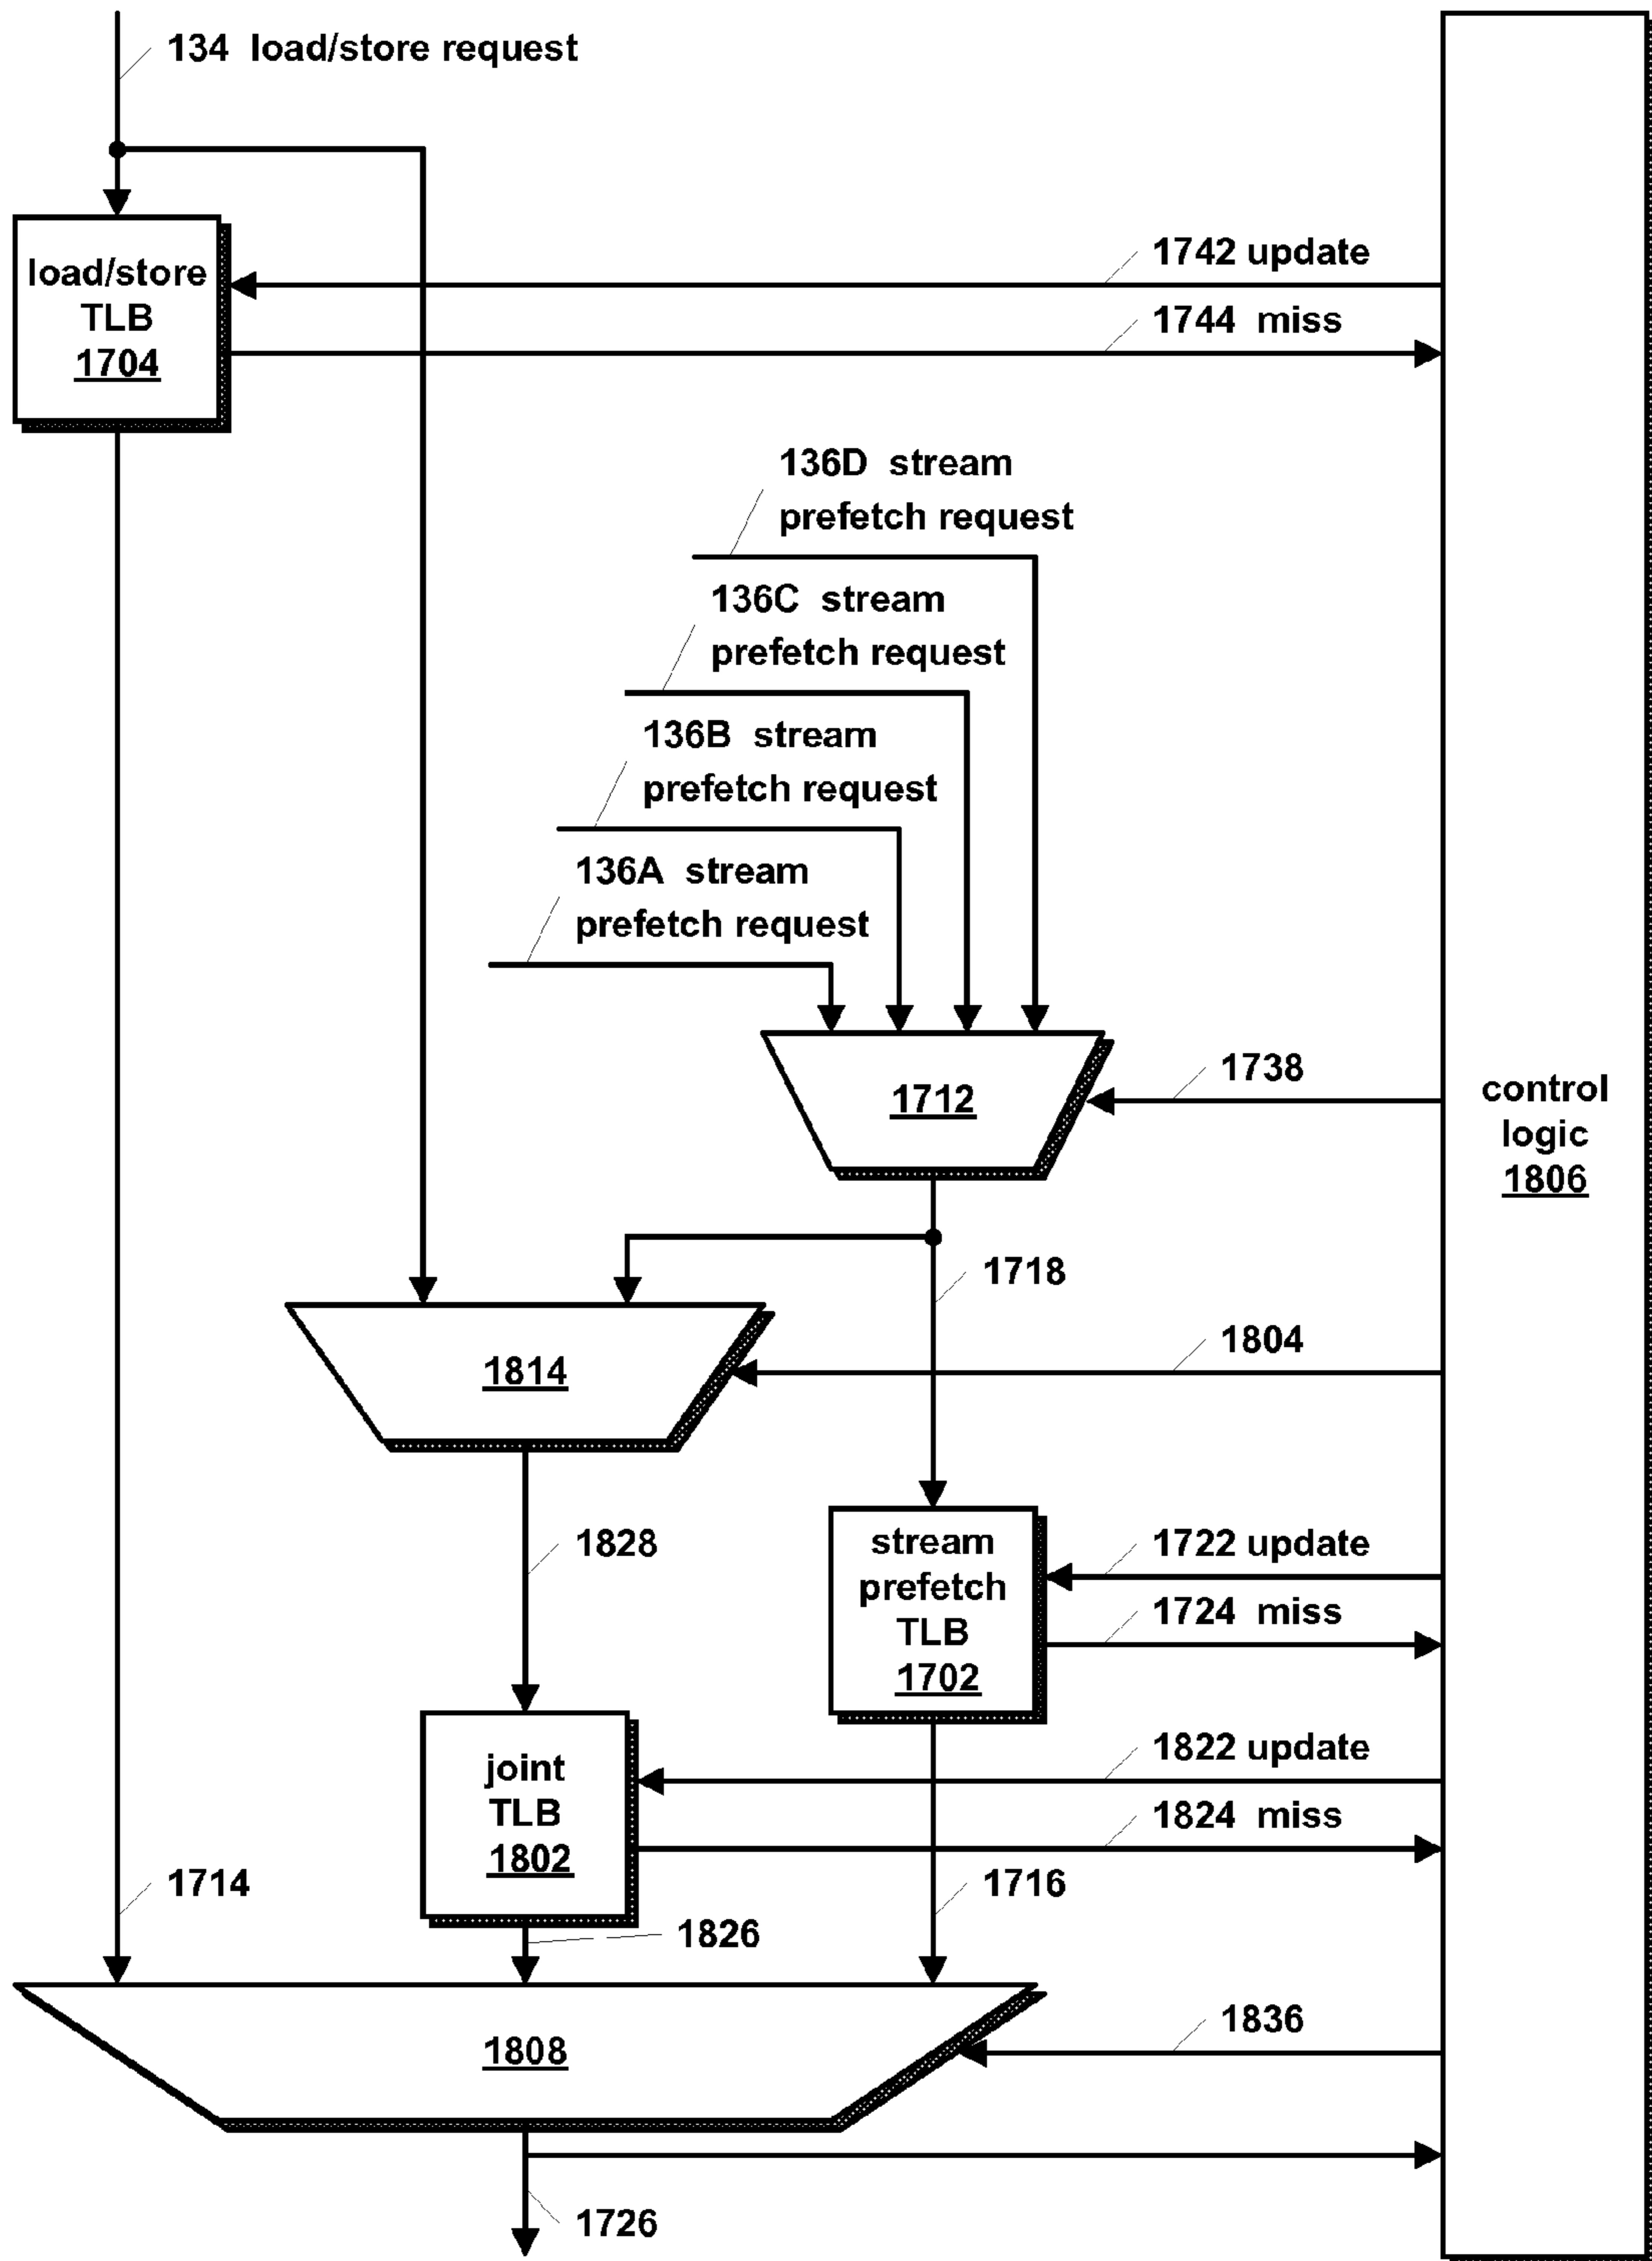 134 load/store request
load/store
TLB
1704
1742 update
1744 miss
136D stream
prefetch request
136C stream
prefetch request
136B stream
prefetch request
136A stream
prefetch request
1712
1738
control
logic
1806
1718
1814
1804
1828
stream
prefetch
TLB
1702
1722 update
1724 miss
joint
TLB
1802
1822 update
1824 miss
1714
1826
1716
1808
1836
1726